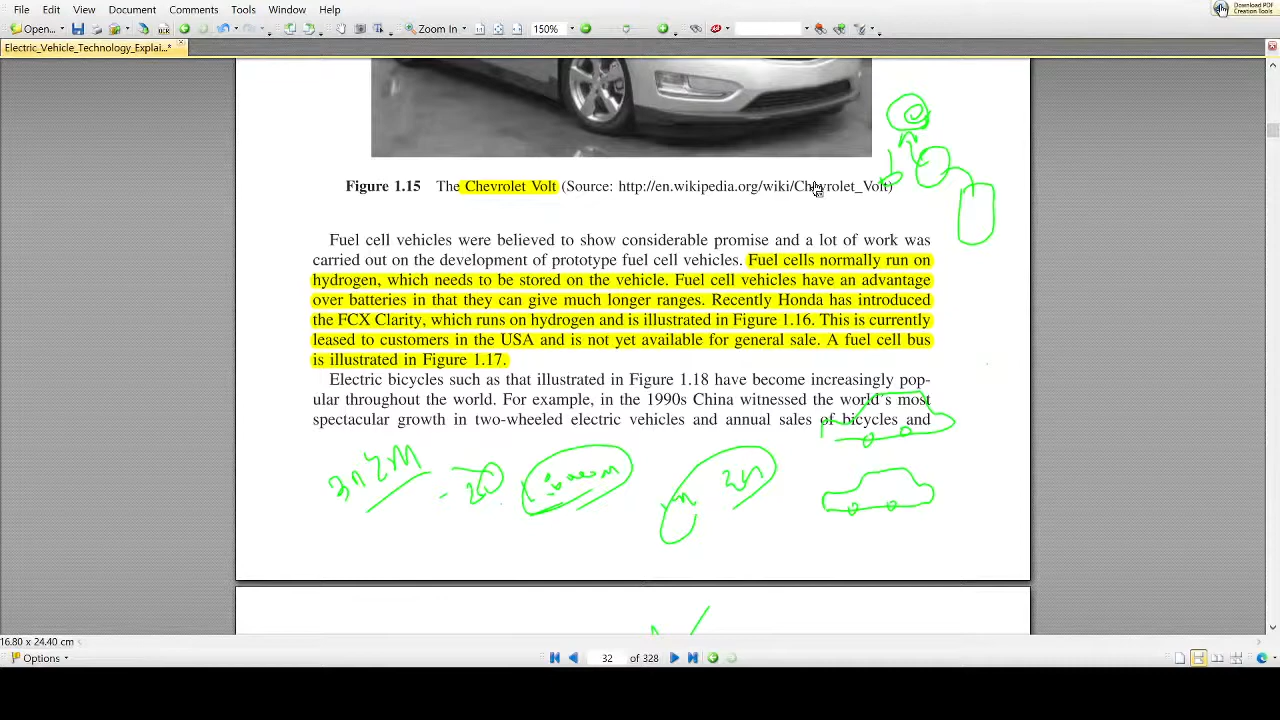 File Edit View Document Comments Tools Window Help
Download PDF
Creation Tools
Open... Zoom In 150%
Electric_Vehicle_Technology_Explai...*
Figure 1.15 The Chevrolet Volt (Source: http://en.wikipedia.org/wiki/Chevrolet_Volt)
Fuel cell vehicles were believed to show considerable promise and a lot of work was
carried out on the development of prototype fuel cell vehicles. Fuel cells normally run on
hydrogen, which needs to be stored on the vehicle. Fuel cell vehicles have an advantage
over batteries in that they can give much longer ranges. Recently Honda has introduced
the FCX Clarity, which runs on hydrogen and is illustrated in Figure 1.16. This is currently
leased to customers in the USA and is not yet available for general sale. A fuel cell bus
is illustrated in Figure 1.17.
Electric bicycles such as that illustrated in Figure 1.18 have become increasingly pop-
ular throughout the world. For example, in the 1990s China witnessed the world's most
spectacular growth in two-wheeled electric vehicles and annual sales of bicycles and
16.80 x 24.40 cm
Options 32 of 328